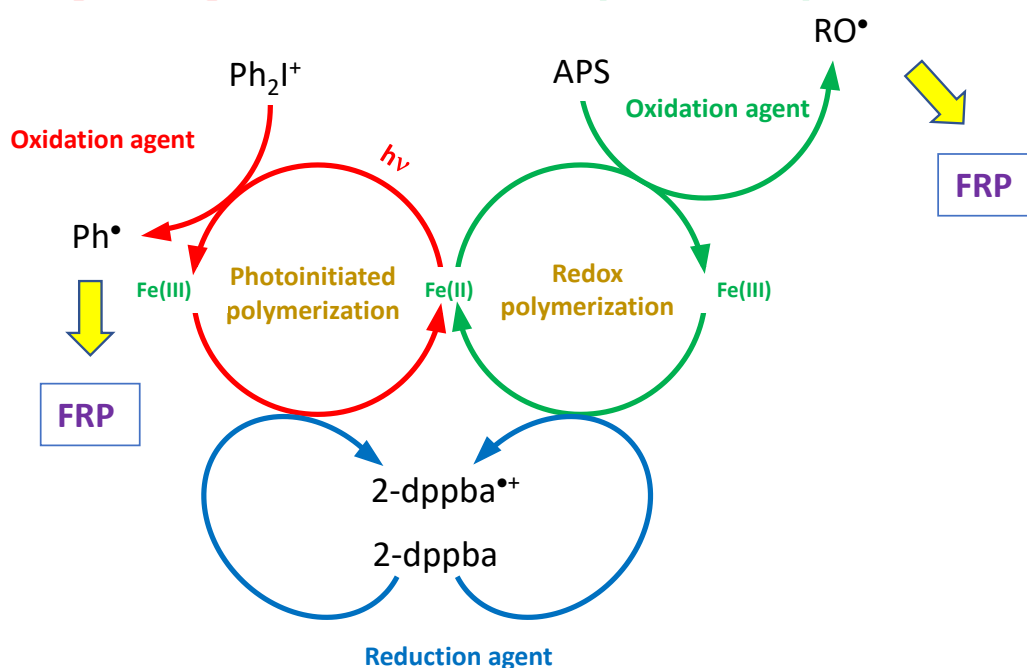 RO•
Ph₂I⁺
APS
Oxidation agent
Oxidation agent
hν
FRP
Ph•
Fe(III)
Photoinitiated
polymerization
Fe(II)
Redox
polymerization
Fe(III)
FRP
2-dppba•⁺
2-dppba
Reduction agent